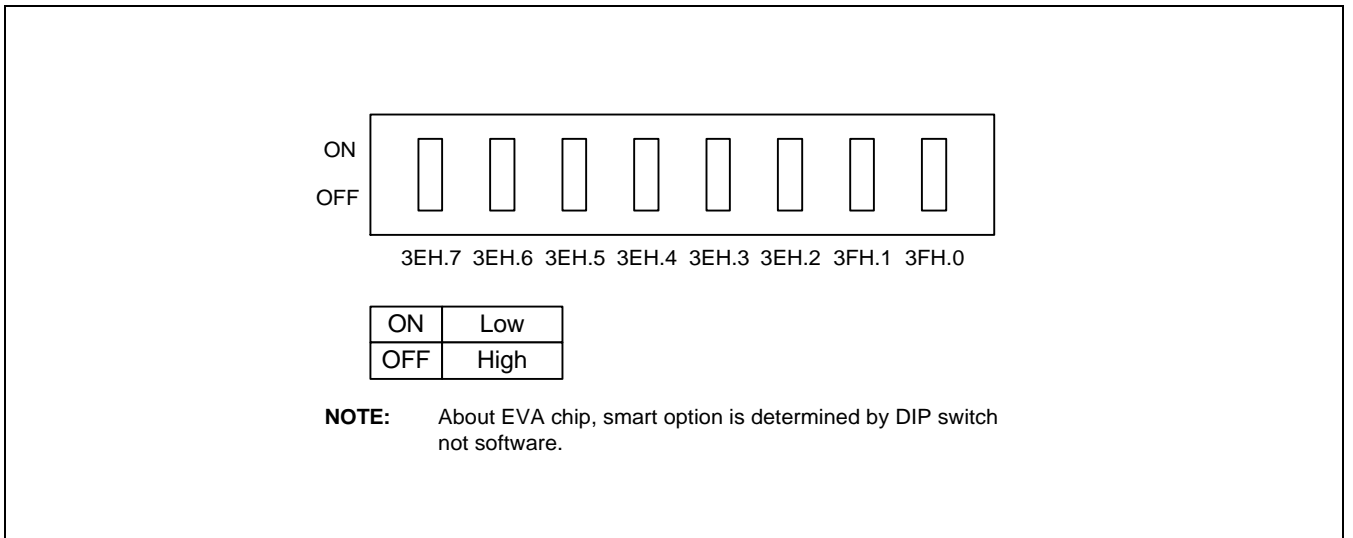 ON
OFF
3EH.7 3EH.6 3EH.5 3EH.4 3EH.3 3EH.2 3FH.1 3FH.0
ON Low
OFF High
NOTE: About EVA chip, smart option is determined by DIP switch
not software.